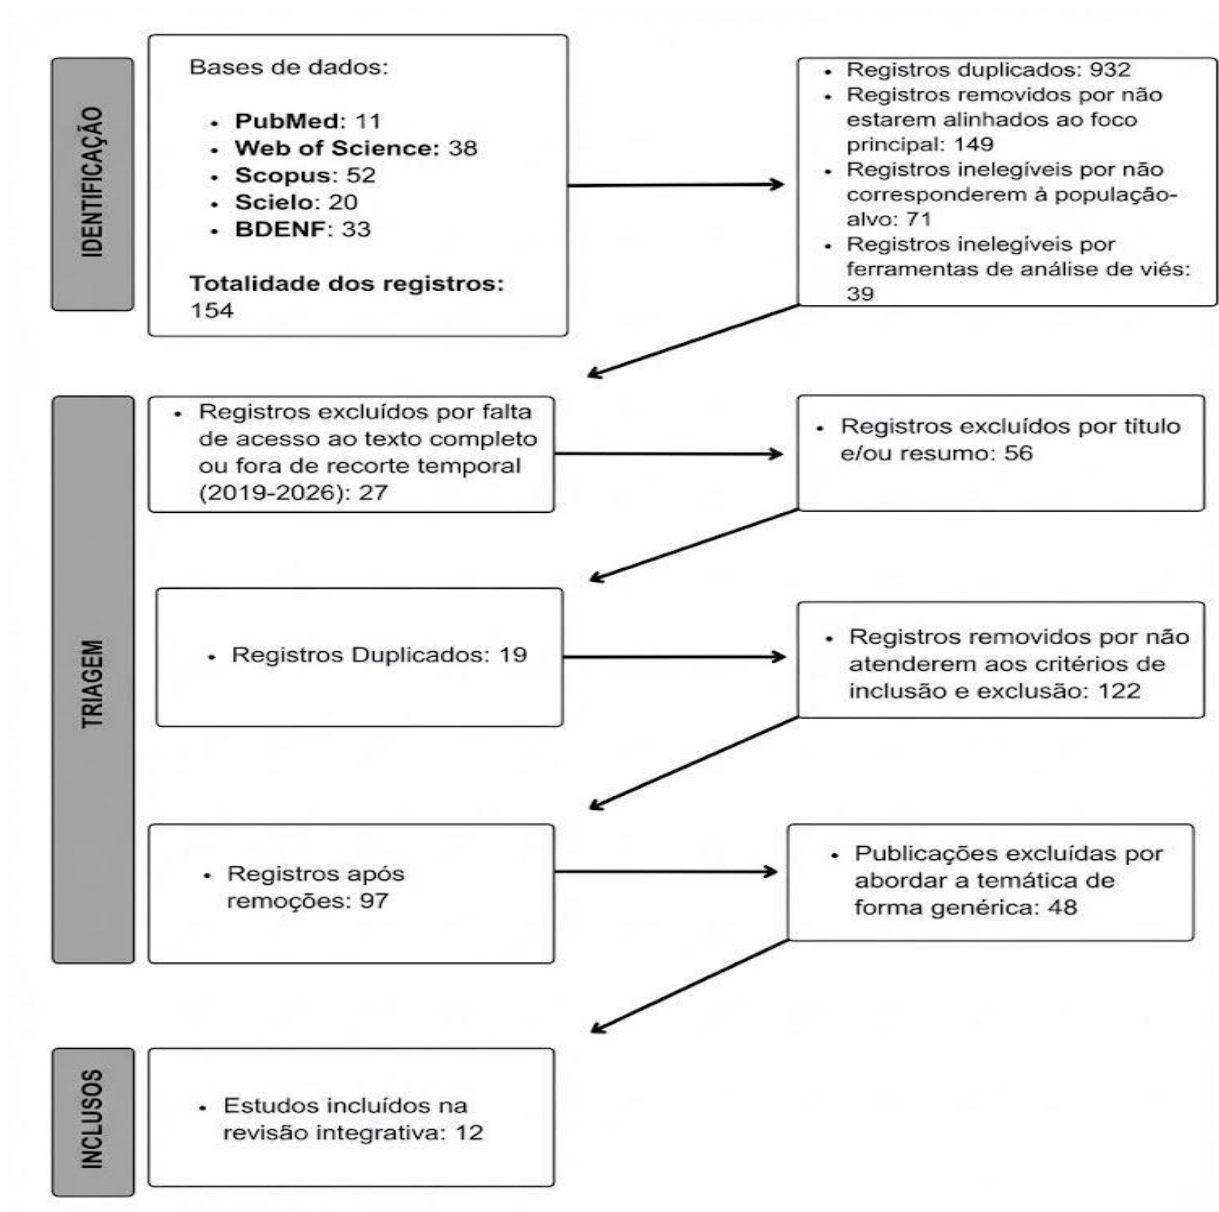 IDENTIFICAÇÃO
Bases de dados:
• PubMed: 11
• Web of Science: 38
• Scopus: 52
• Scielo: 20
• BDENF: 33
Totalidade dos registros:
154
• Registros duplicados: 932
• Registros removidos por não
estarem alinhados ao foco
principal: 149
• Registros inelegíveis por não
corresponderem à população-
alvo: 71
• Registros inelegíveis por
ferramentas de análise de viés:
39
TRIAGEM
• Registros excluídos por falta
de acesso ao texto completo
ou fora de recorte temporal
(2019-2026): 27
• Registros excluídos por título
e/ou resumo: 56
• Registros Duplicados: 19
• Registros removidos por não
atenderem aos critérios de
inclusão e exclusão: 122
• Registros após
remoções: 97
• Publicações excluídas por
abordar a temática de
forma genérica: 48
INCLUSOS
• Estudos incluídos na
revisão integrativa: 12